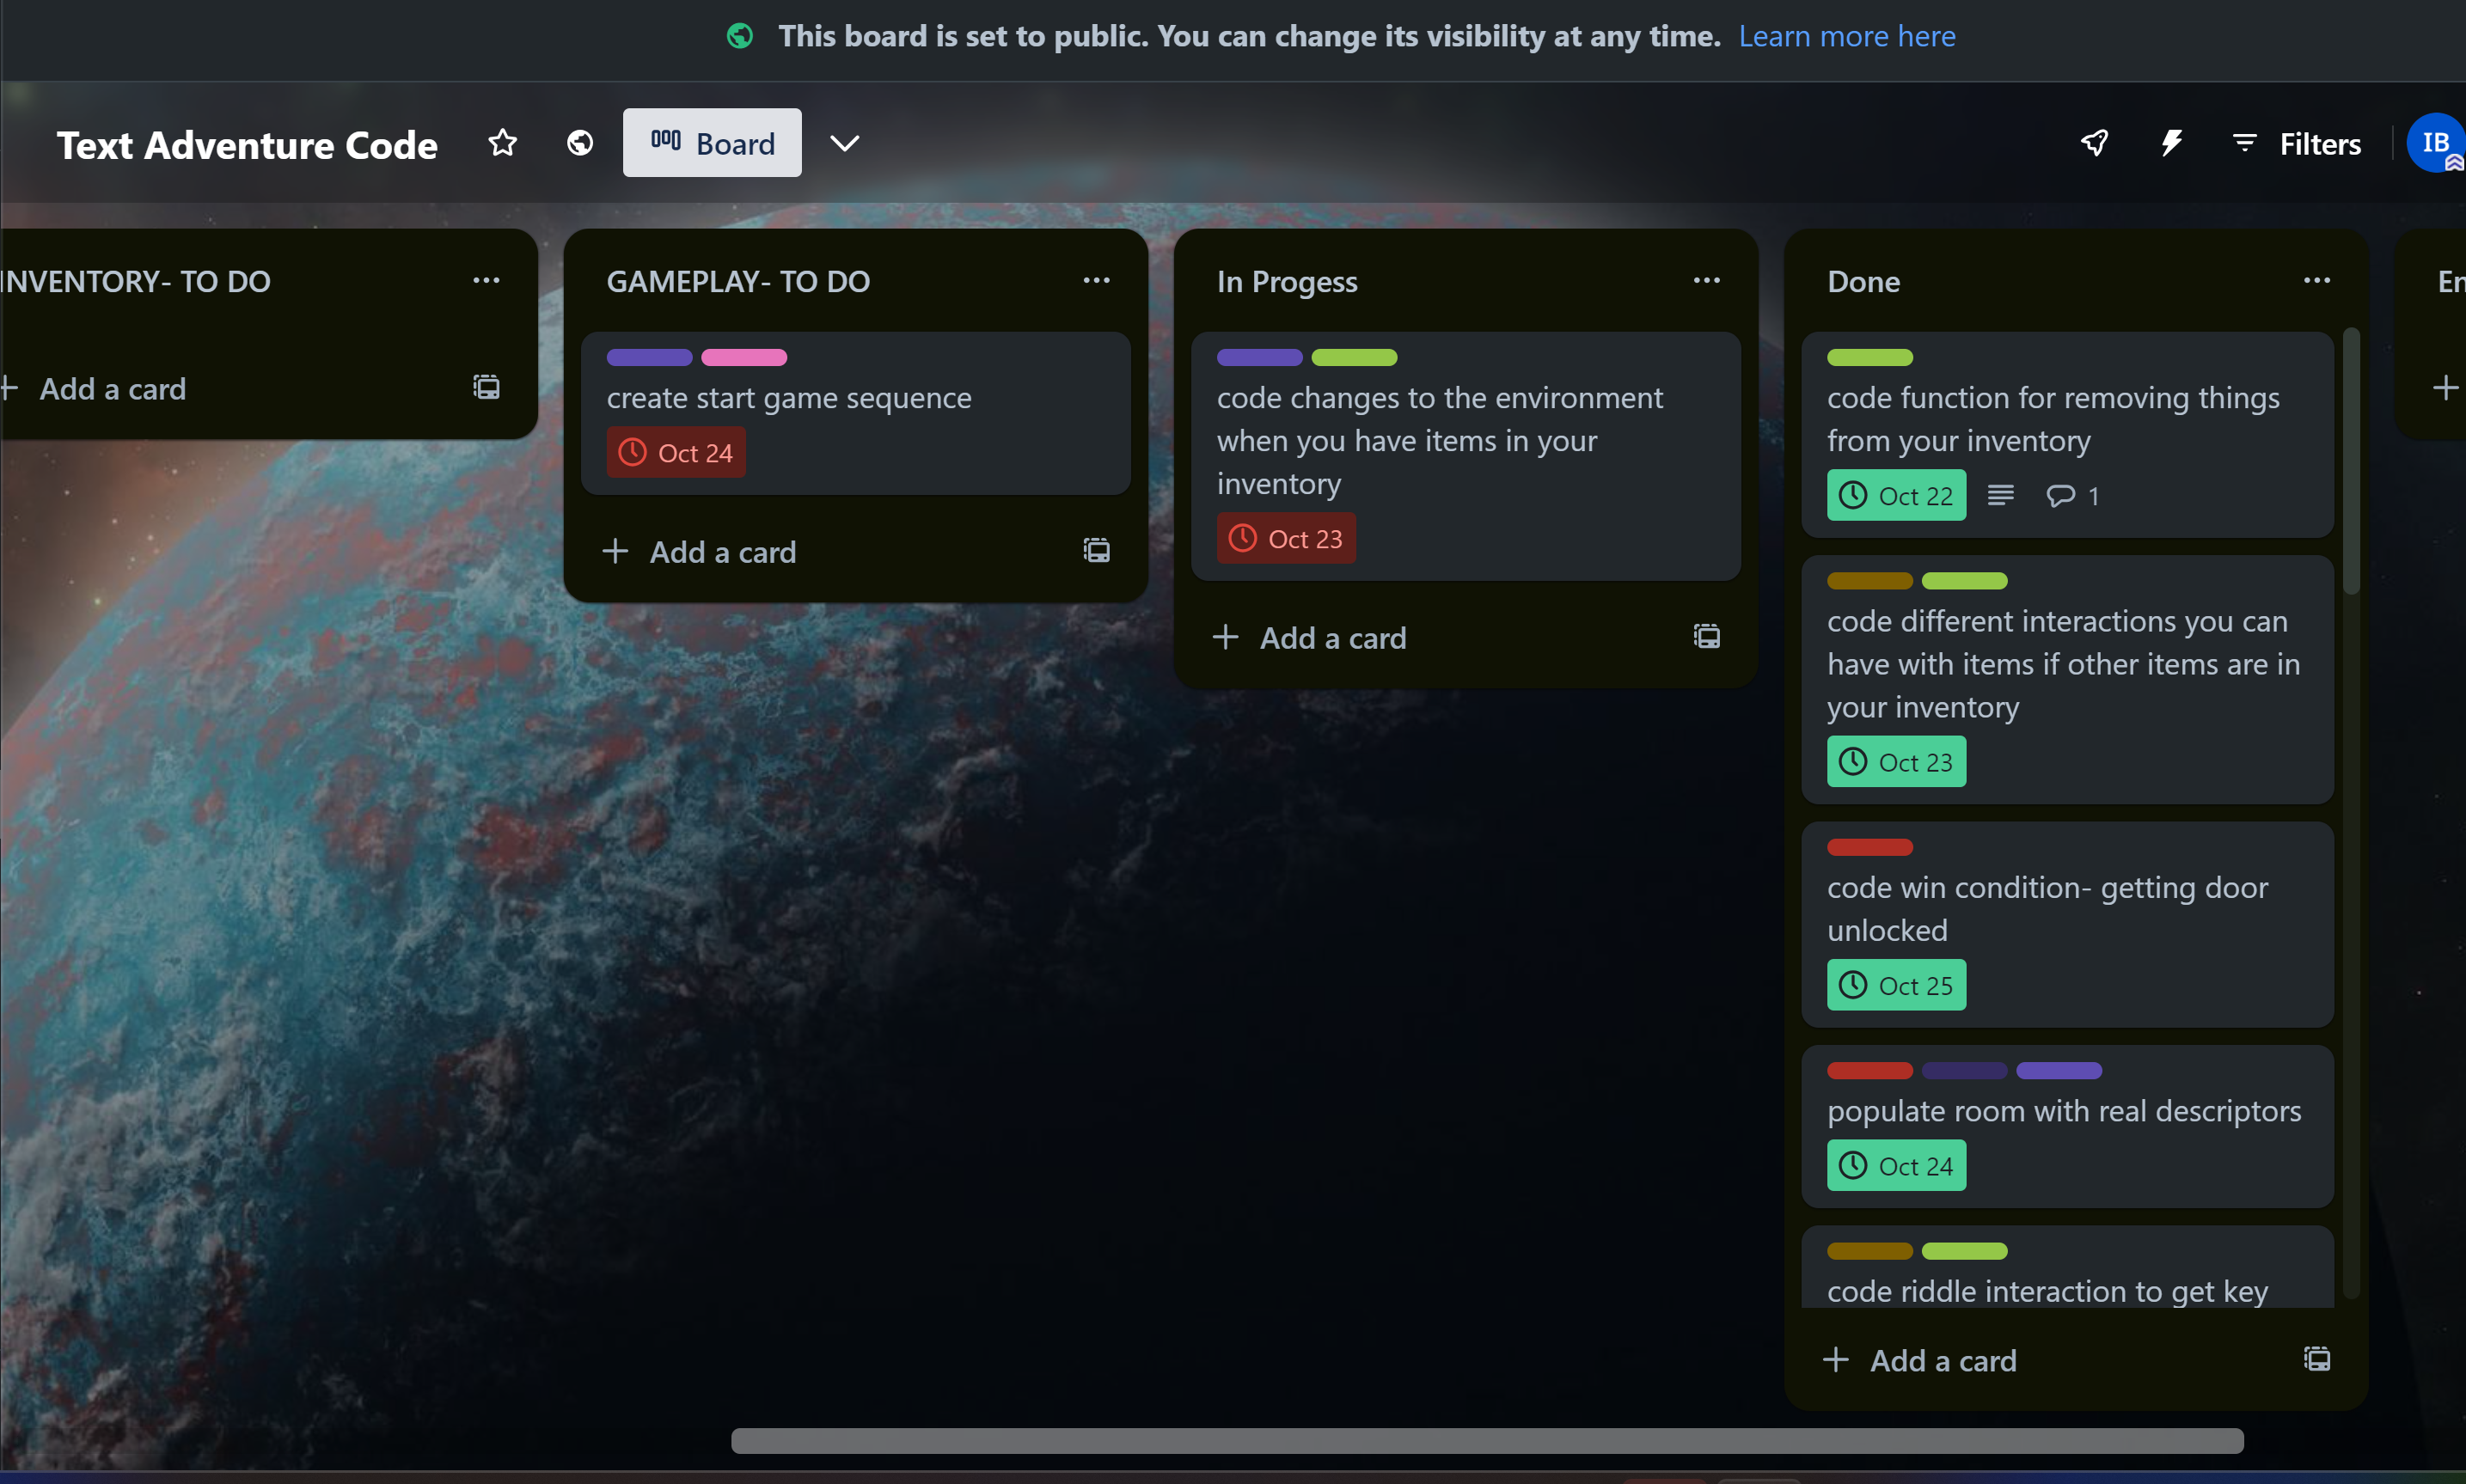 This board is set to public. You can change its visibility at any time. Learn more here
Text Adventure Code
Board
Filters
IB
INVENTORY- TO DO
Add a card
GAMEPLAY- TO DO
create start game sequence
Oct 24
Add a card
In Progess
code changes to the environment
when you have items in your
inventory
Oct 23
Add a card
Done
code function for removing things
from your inventory
Oct 22
1
code different interactions you can
have with items if other items are in
your inventory
Oct 23
code win condition- getting door
unlocked
Oct 25
populate room with real descriptors
Oct 24
code riddle interaction to get key
Add a card